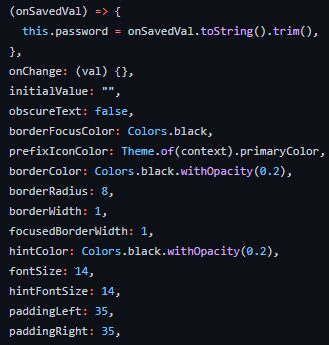 (onSavedVal) => {
this.password = onSavedVal.toString().trim(),
},
onChange: (val) {},
initialValue: "",
obscureText: false,
borderFocusColor: Colors.black,
prefixIconColor: Theme.of(context).primaryColor,
borderColor: Colors.black.withOpacity(0.2),
borderRadius: 8,
borderWidth: 1,
focusedBorderWidth: 1,
hintColor: Colors.black.withOpacity(0.2),
fontSize: 14,
hintFontSize: 14,
paddingLeft: 35,
paddingRight: 35,